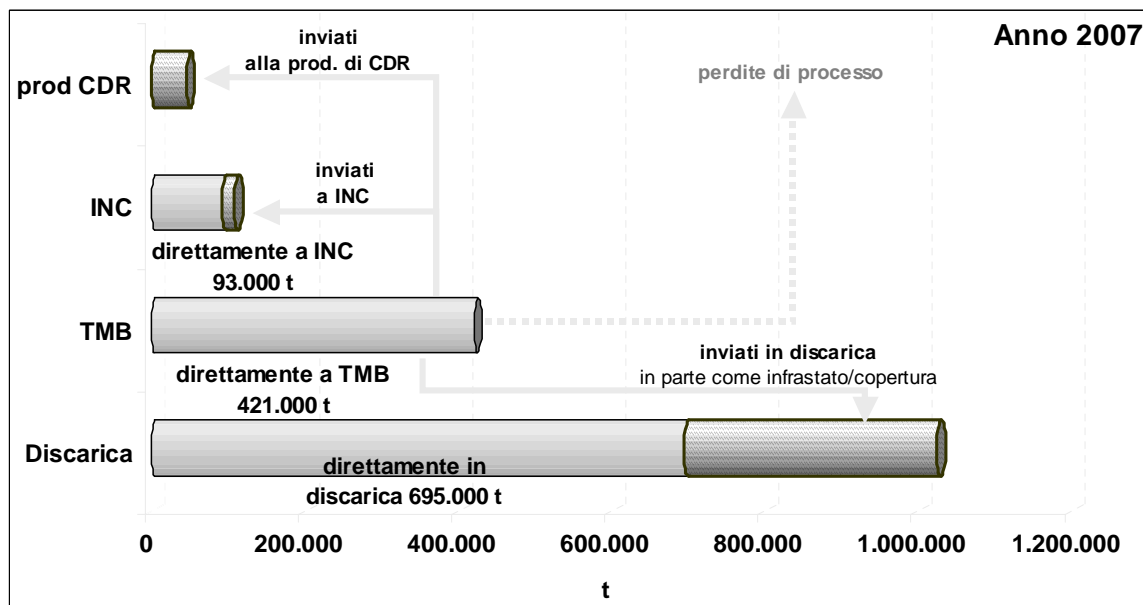 Anno 2007
inviati
alla prod. di CDR
perdite di processo
prod CDR
inviati
a INC
INC
direttamente a INC
93.000 t
TMB
direttamente a TMB
421.000 t
inviati in discarica
in parte come infrastato/copertura
Discarica
direttamente in
discarica 695.000 t
0 200.000 400.000 600.000 800.000 1.000.000 1.200.000
t